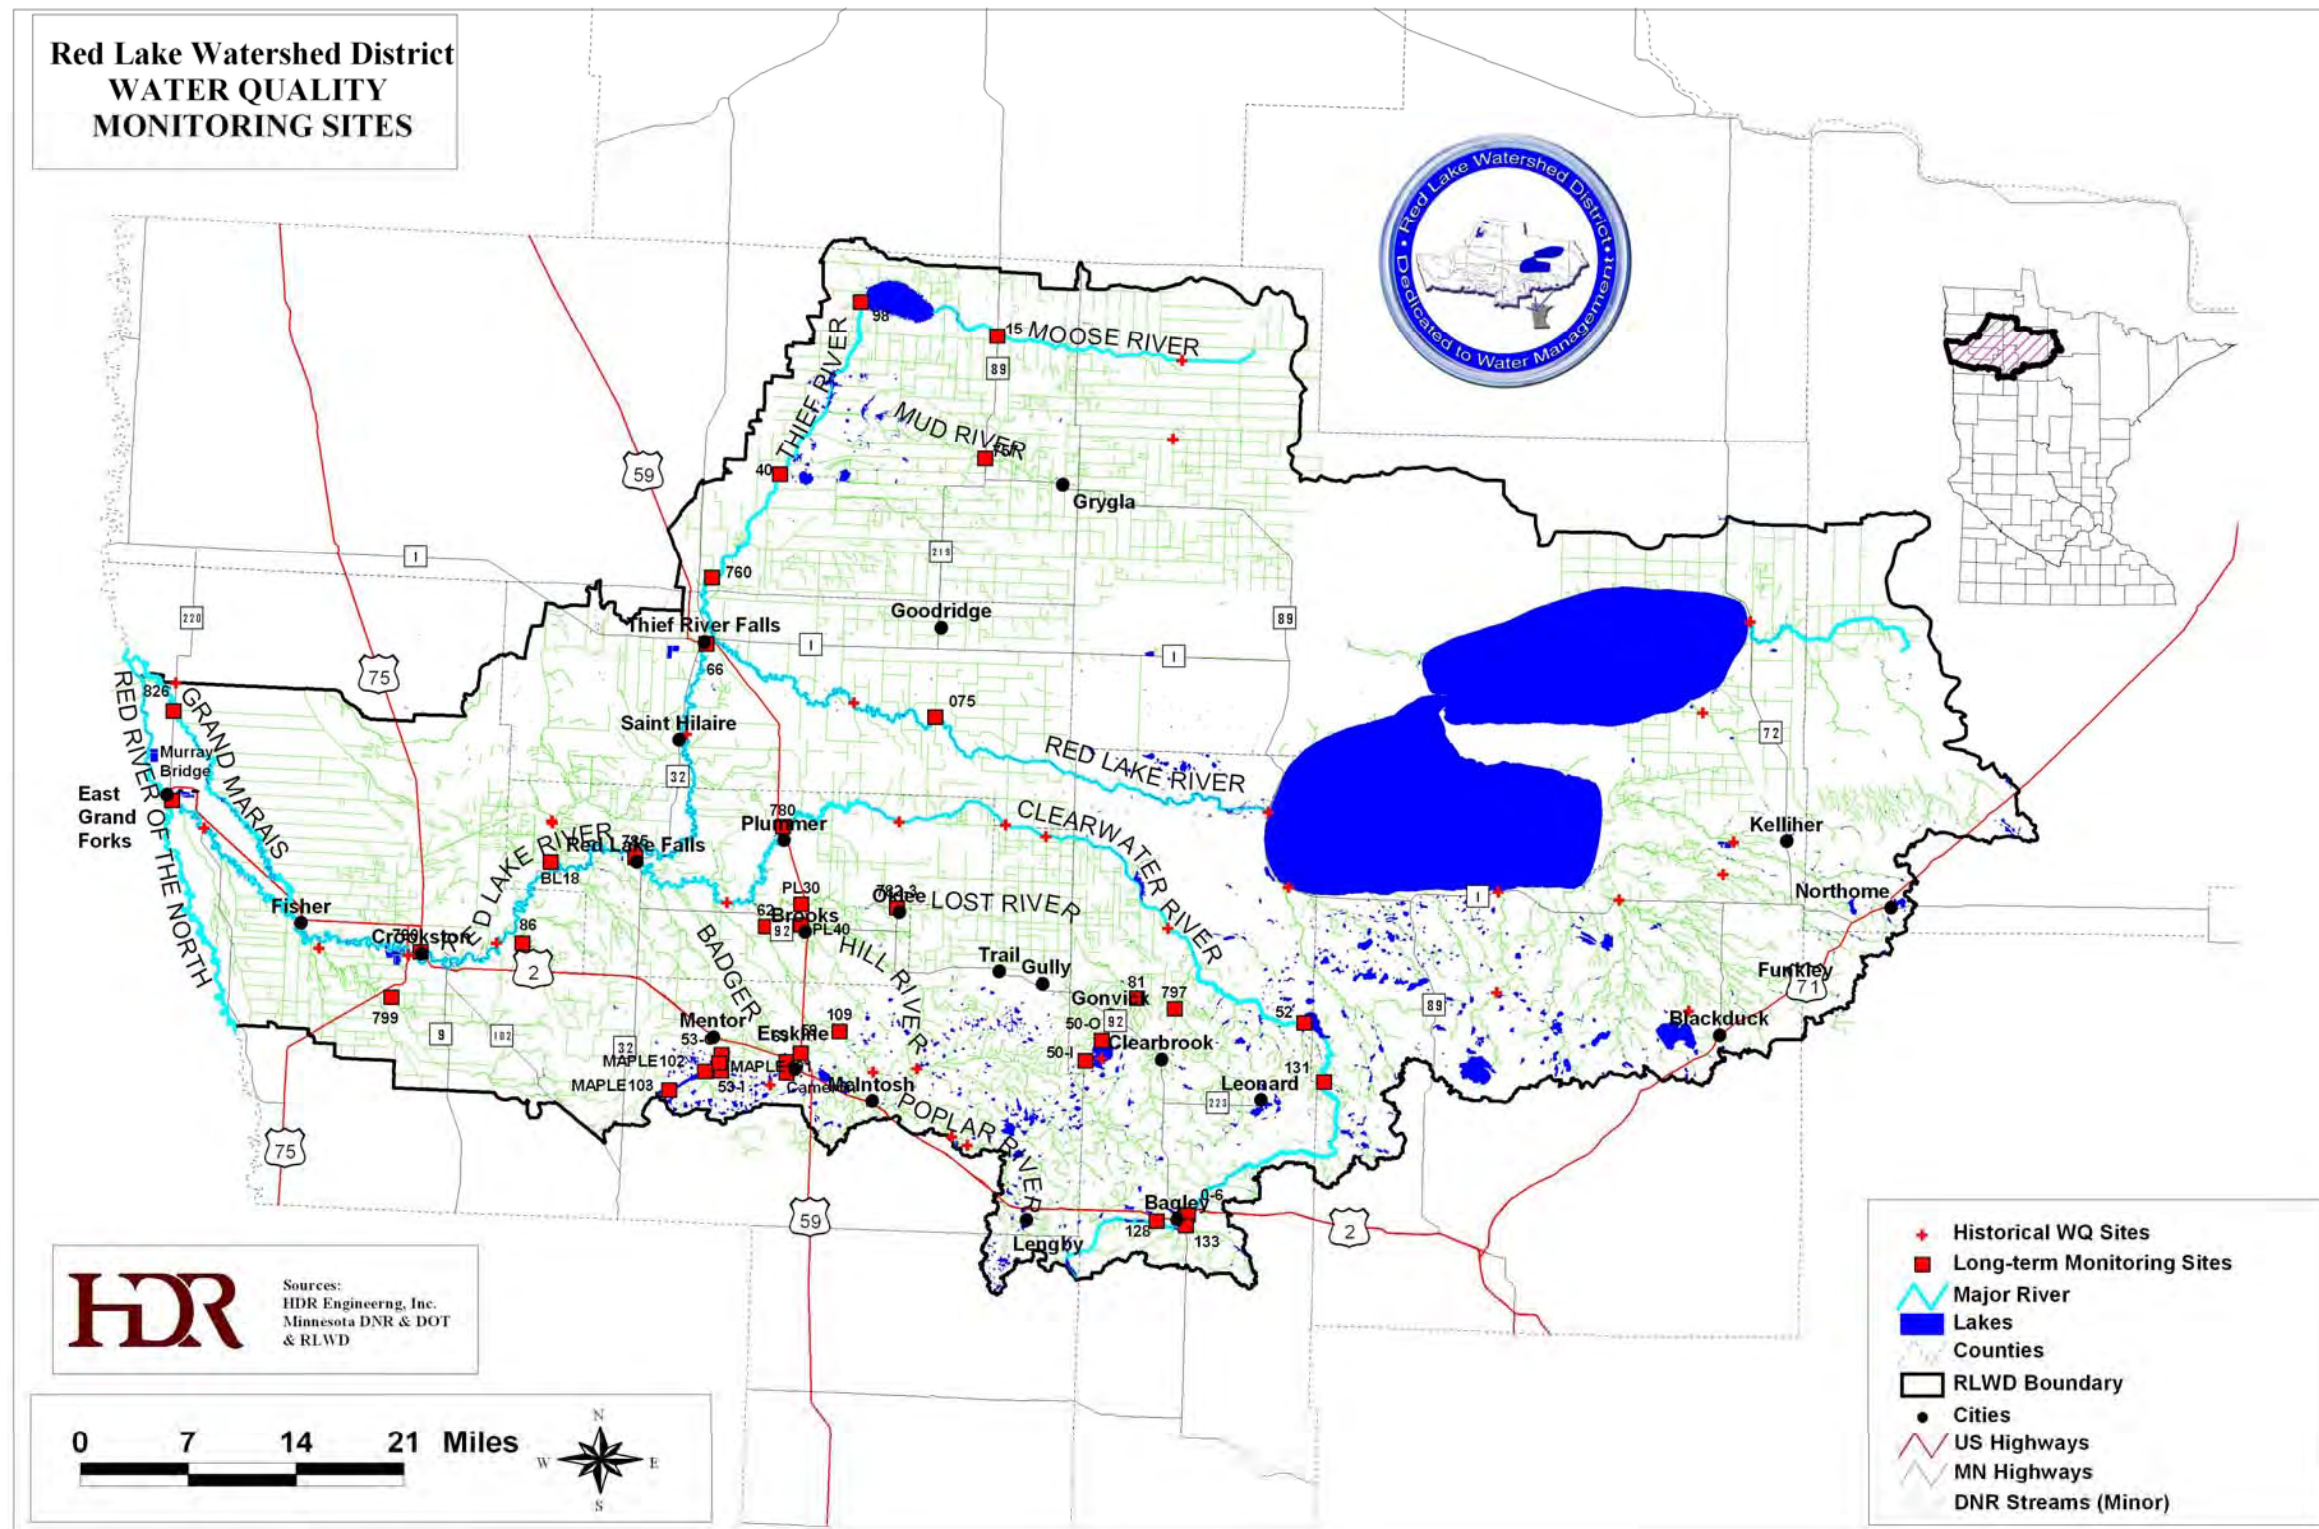 Red Lake Watershed District
WATER QUALITY
MONITORING SITES
Red Lake Watershed District
Dedicated to Water Management
98
15
MOOSE RIVER
THIEF RIVER
89
MUD RIVER
59
40
757
Grygla
1
219
760
220
Goodridge
89
Thief River Falls
1
1
66
75
826
075
GRAND MARAIS
RED RIVER OF THE NORTH
Saint Hilaire
72
Murray
Bridge
32
RED LAKE RIVER
East
Grand
Forks
780
Plummer
CLEARWATER RIVER
Kelliher
RED LAKE RIVER
Red Lake Falls
BL18
PL30
Oklee
LOST RIVER
1
Northome
Fisher
62
Brooks
92
PL40
86
Crookston
BADGER
HILL RIVER
2
Trail
Gully
Funkley
71
81
Gonvick
797
89
799
109
52
Blackduck
9
102
32
Mentor
Erskine
50-O
92
MAPLE102
50-I
Clearbrook
MAPLE103
53-I
McIntosh
131
Leonard
223
POPLAR RIVER
75
59
Bagley
0-6
128
133
2
Lengby
HDR
Sources:
HDR Engineerng, Inc.
Minnesota DNR & DOT
& RLWD
0 7 14 21 Miles
N
W E
S
Historical WQ Sites
Long-term Monitoring Sites
Major River
Lakes
Counties
RLWD Boundary
Cities
US Highways
MN Highways
DNR Streams (Minor)